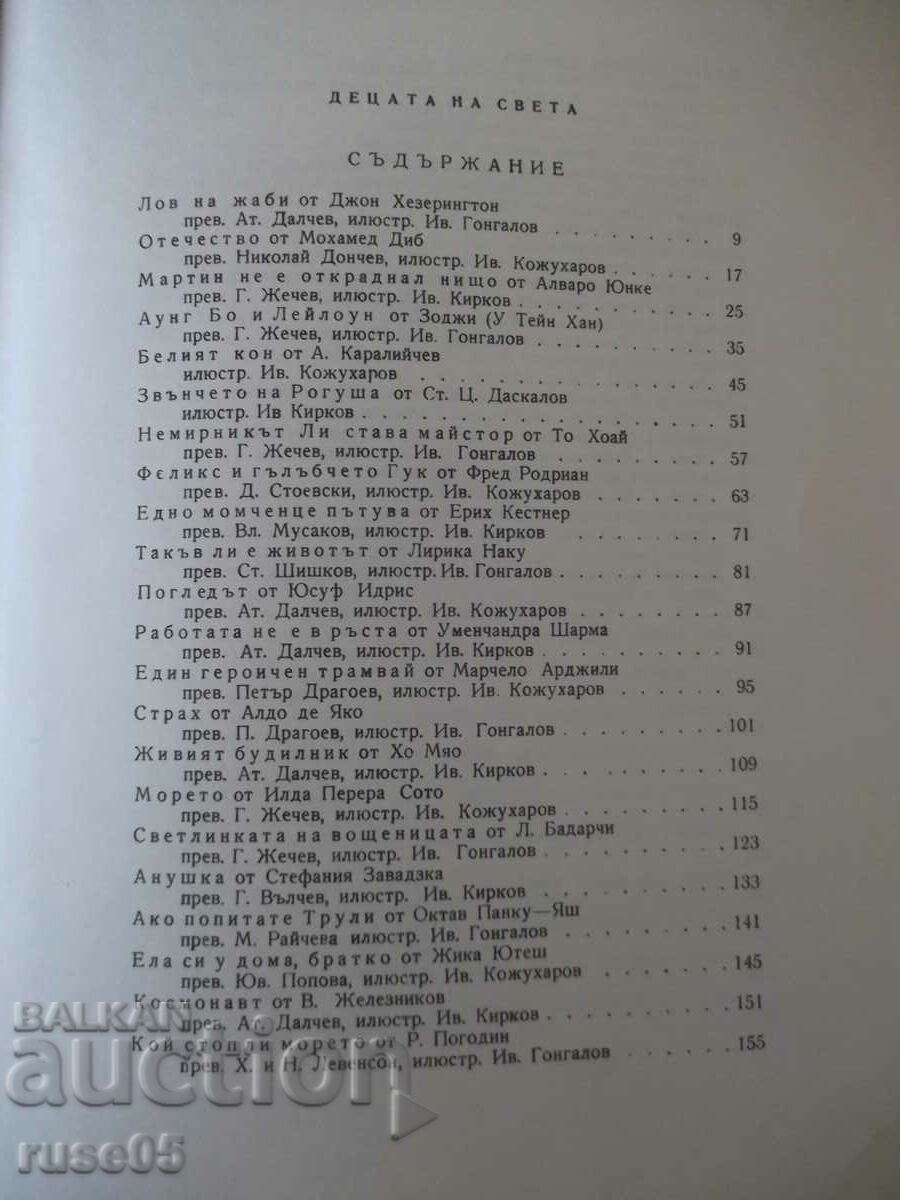 ДЕЦАТА НА СВЕТА
СЪДЪРЖАНИЕ
Лов на жаби от Джон Хезерингтон
прев. Ат. Далчев, илюстр. Ив. Гонгалов . . . . . . . . 9
Отечество от Мохамед Диб
прев. Николай Дончев, илюстр. Ив. Кожухаров . . . . . . 17
Мартин не е откраднал нищо от Алваро Юнке
прев. Г. Жечев, илюстр. Ив. Кирков . . . . . . . . . 25
Аунг Бо и Лейлоун от Зоджи (У Тейн Хан)
прев. Г. Жечев, илюстр. Ив. Гонгалов . . . . . . . . . 35
Белият кон от А. Каралийчев
илюстр. Ив. Кожухаров . . . . . . . . . . . . 45
Звънчето на Рогуша от Ст. Ц. Даскалов
илюстр. Ив Кирков . . . . . . . . . . . . . . . 51
Немирникът Ли става майстор от То Хоай
прев. Г. Жечев, илюстр. Ив. Гонгалов . . . . . . . . 57
Феликс и гълъбчето Гук от Фред Родриан
прев. Д. Стоевски, илюстр. Ив. Кожухаров . . . . . . . 63
Едно момченце пътува от Ерих Кестнер
прев. Вл. Мусаков, илюстр. Ив. Кирков . . . . . . . . 71
Такъв ли е животът от Лирика Наку
прев. Ст. Шишков, илюстр. Ив. Гонгалов . . . . . . . . 81
Погледът от Юсуф Идрис
прев. Ат. Далчев, илюстр. Ив. Кожухаров . . . . . . . 87
Работата не е в ръста от Уменчандра Шарма
прев. Ат. Далчев, илюстр. Ив. Кирков . . . . . . . . . 91
Един героичен трамвай от Марчело Арджили
прев. Петър Драгоев, илюстр. Ив. Кожухаров . . . . . . 95
Страх от Алдо де Яко
прев. П. Драгоев, илюстр. Ив. Гонгалов . . . . . . . . 101
Живият будилник от Хо Мяо
прев. Ат. Далчев, илюстр. Ив. Кирков . . . . . . . . . 109
Морето от Илда Перера Сото
прев. Г. Жечев, илюстр. Ив. Кожухаров . . . . . . . . 115
Светлинката на вощеницата от Л. Бадарчи
прев. Г. Жечев, илюстр. Ив. Гонгалов . . . . . . . . . 123
Анушка от Стефания Завадзка
прев. Г. Вълчев, илюстр. Ив. Кирков . . . . . . . . . 133
Ако попитате Трули от Октав Панку—Яш
прев. М. Райчева илюстр. Ив. Гонгалов . . . . . . . . 141
Ела си у дома, братко от Жика Ютеш
прев. Юв. Попова, илюстр. Ив. Кожухаров . . . . . . . 145
Космонавт от В. Железников
прев. Ат. Далчев, илюстр. Ив. Кирков . . . . . . . . . 151
Кой стопли морето от Р. Погодин
прев. Х. и Н. Левенсон, илюстр. Ив. Гонгалов . . . . . . 155
BALKAN
auction
ruse05